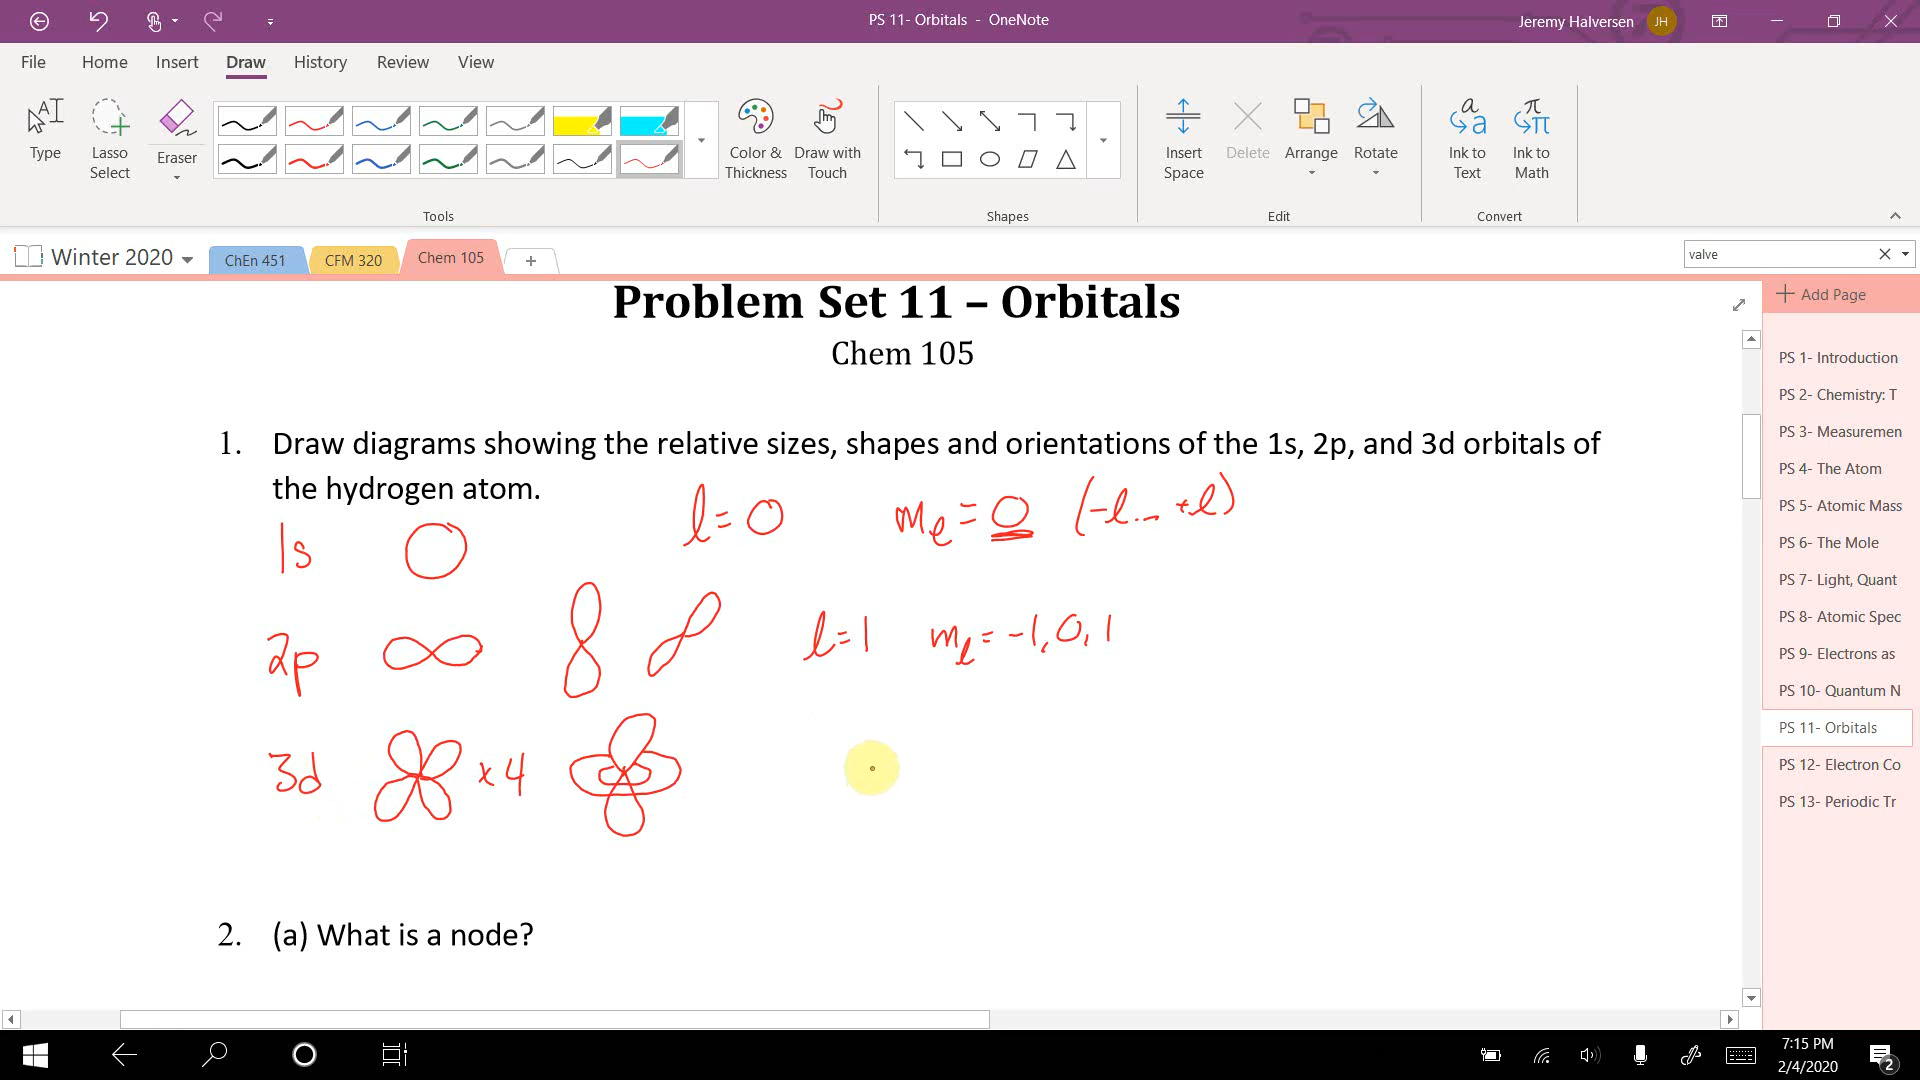 PS 11- Orbitals - OneNote
Jeremy Halversen JH
File Home Insert Draw History Review View
Type Lasso Select Eraser Color & Thickness Draw with Touch Insert Space Delete Arrange Rotate Ink to Text Ink to Math
Tools Shapes Edit Convert
Winter 2020 ChEn 451 CFM 320 Chem 105 + valve
Add Page
Problem Set 11 – Orbitals
Chem 105
1. Draw diagrams showing the relative sizes, shapes and orientations of the 1s, 2p, and 3d orbitals of
the hydrogen atom.
l=0 mℓ = 0 (-l... +l)
1s
2p l=1 mℓ = -1, 0, 1
3d x 4
2. (a) What is a node?
PS 1- Introduction
PS 2- Chemistry: T
PS 3- Measuremen
PS 4- The Atom
PS 5- Atomic Mass
PS 6- The Mole
PS 7- Light, Quant
PS 8- Atomic Spec
PS 9- Electrons as
PS 10- Quantum N
PS 11- Orbitals
PS 12- Electron Co
PS 13- Periodic Tr
7:15 PM
2/4/2020
2